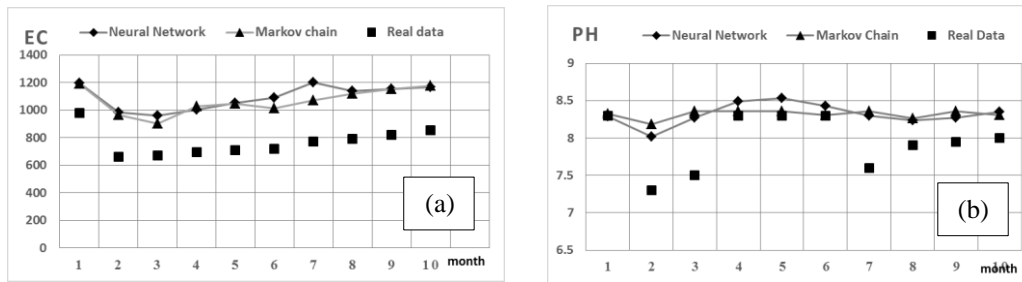 EC
Neural Network Markov chain Real data
1400
1200
1000
800
600
400
200
0
1 2 3 4 5 6 7 8 9 10 month
(a)
PH
Neural Network Markov Chain Real Data
9
8.5
8
7.5
7
6.5
1 2 3 4 5 6 7 8 9 10 month
(b)